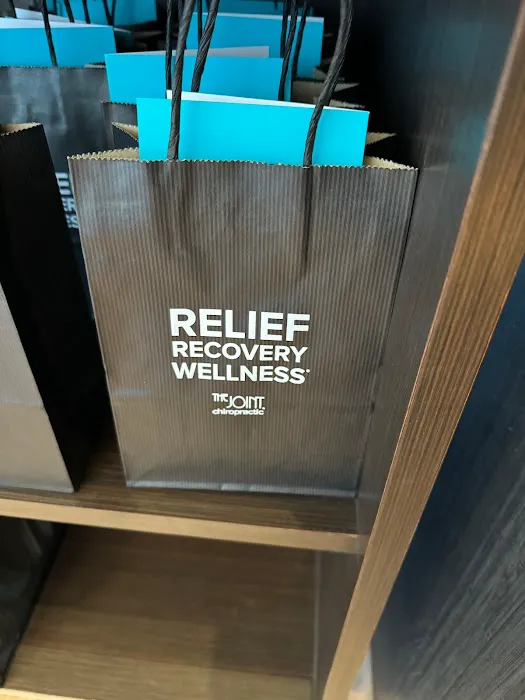 RELIEF
RECOVERY
WELLNESS
THE JOINT
chiropractic